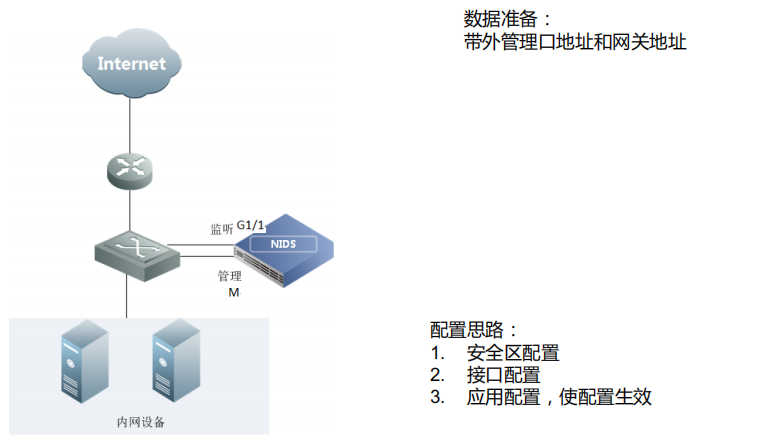 数据准备：
带外管理口地址和网关地址
Internet
监听 G1/1
NIDS
管理
M
内网设备
配置思路：
1. 安全区配置
2. 接口配置
3. 应用配置，使配置生效